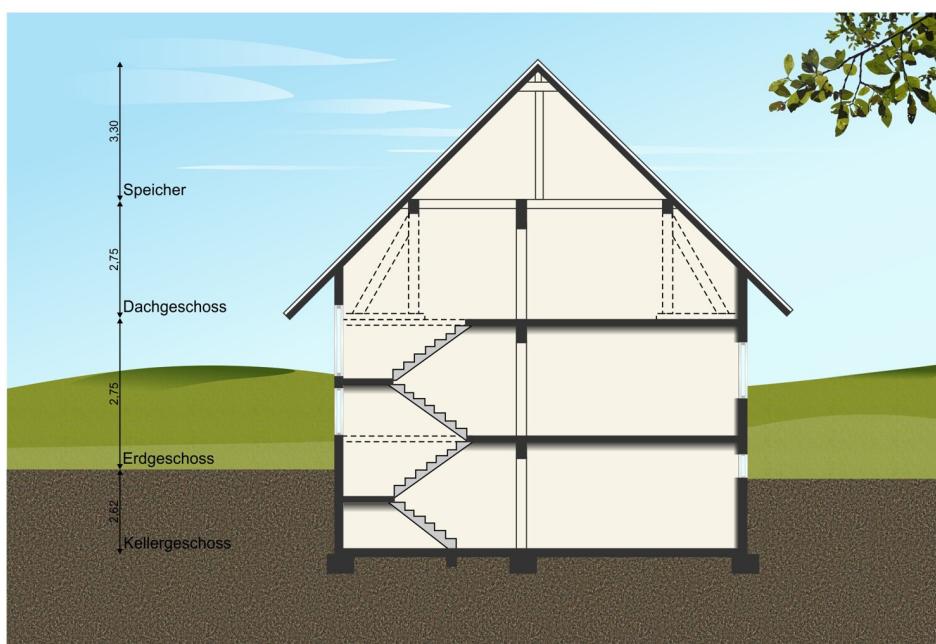 3,30
Speicher
2,75
Dachgeschoss
2,75
Erdgeschoss
2,62
Kellergeschoss